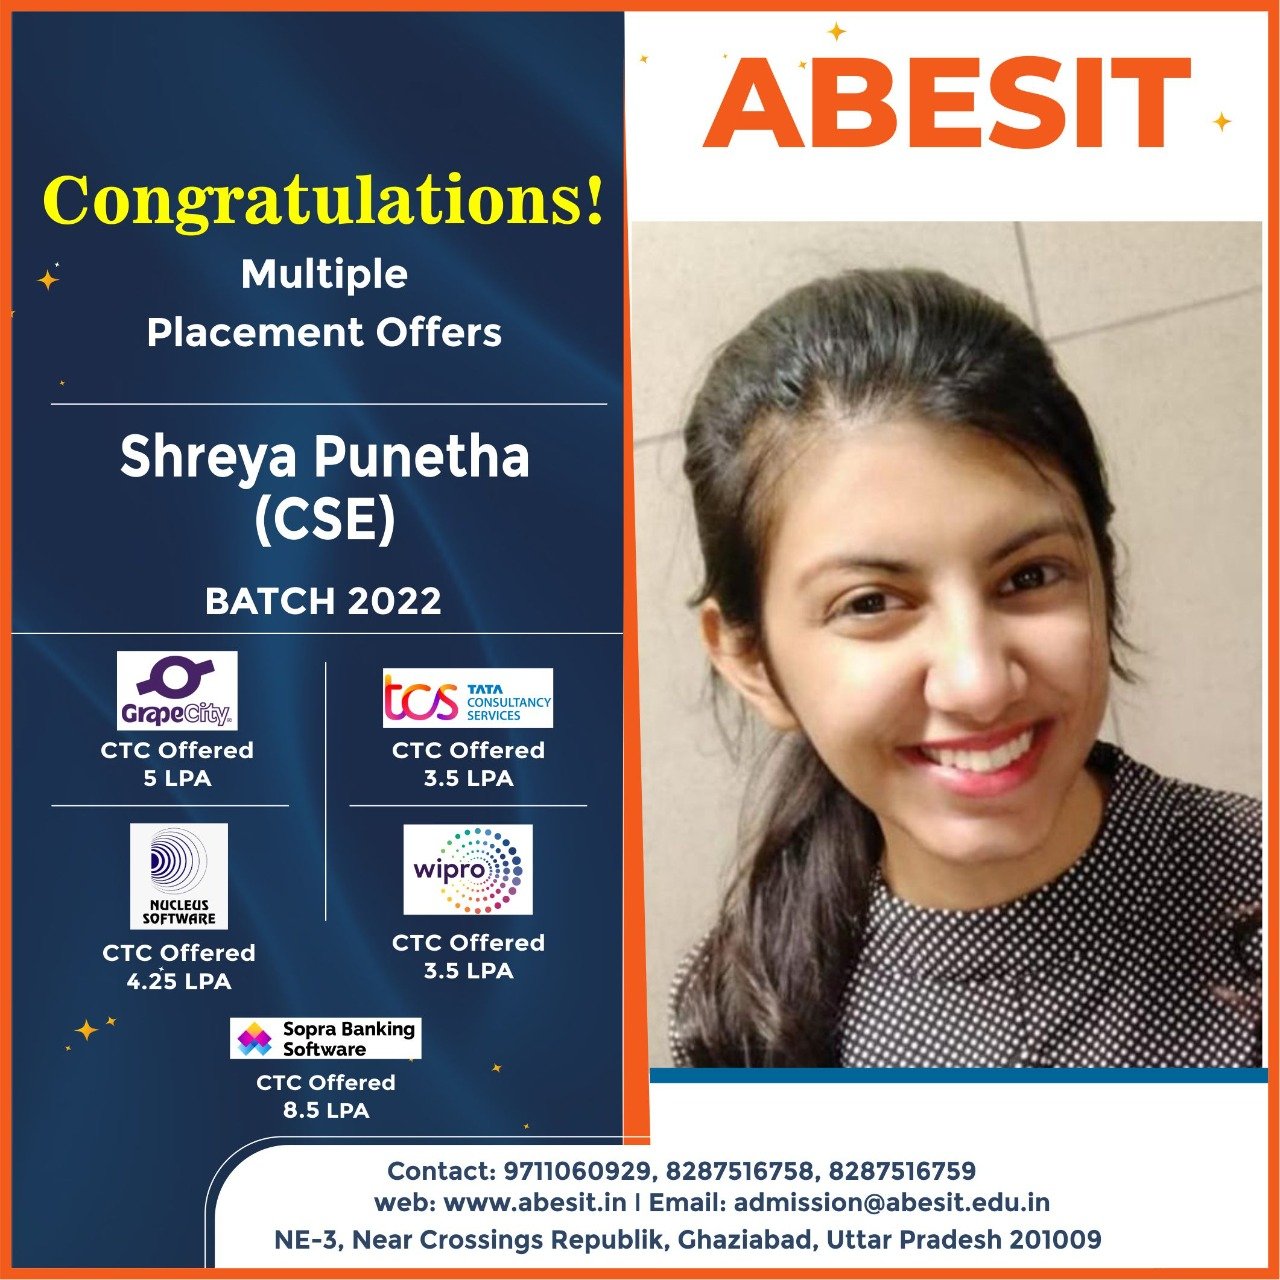 ABESIT
Congratulations!
Multiple
Placement Offers
Shreya Punetha
(CSE)
BATCH 2022
GrapeCity
CTC Offered
5 LPA
tcs TATA
CONSULTANCY
SERVICES
CTC Offered
3.5 LPA
NUCLEUS
SOFTWARE
CTC Offered
4.25 LPA
wipro
CTC Offered
3.5 LPA
Sopra Banking
Software
CTC Offered
8.5 LPA
Contact: 9711060929, 8287516758, 8287516759
web: www.abesit.in I Email: admission@abesit.edu.in
NE-3, Near Crossings Republik, Ghaziabad, Uttar Pradesh 201009